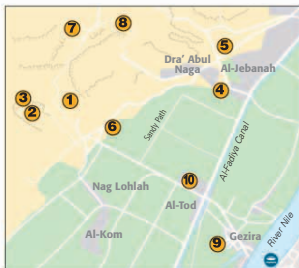 7
8
5
Dra' Abul
Naga
Al-Jebanah
3
2
1
4
6
Sandy Path
Al-Fadiya Canal
10
Nag Lohlah
Al-Tod
Al-Kom
9
Gezira
River Nile